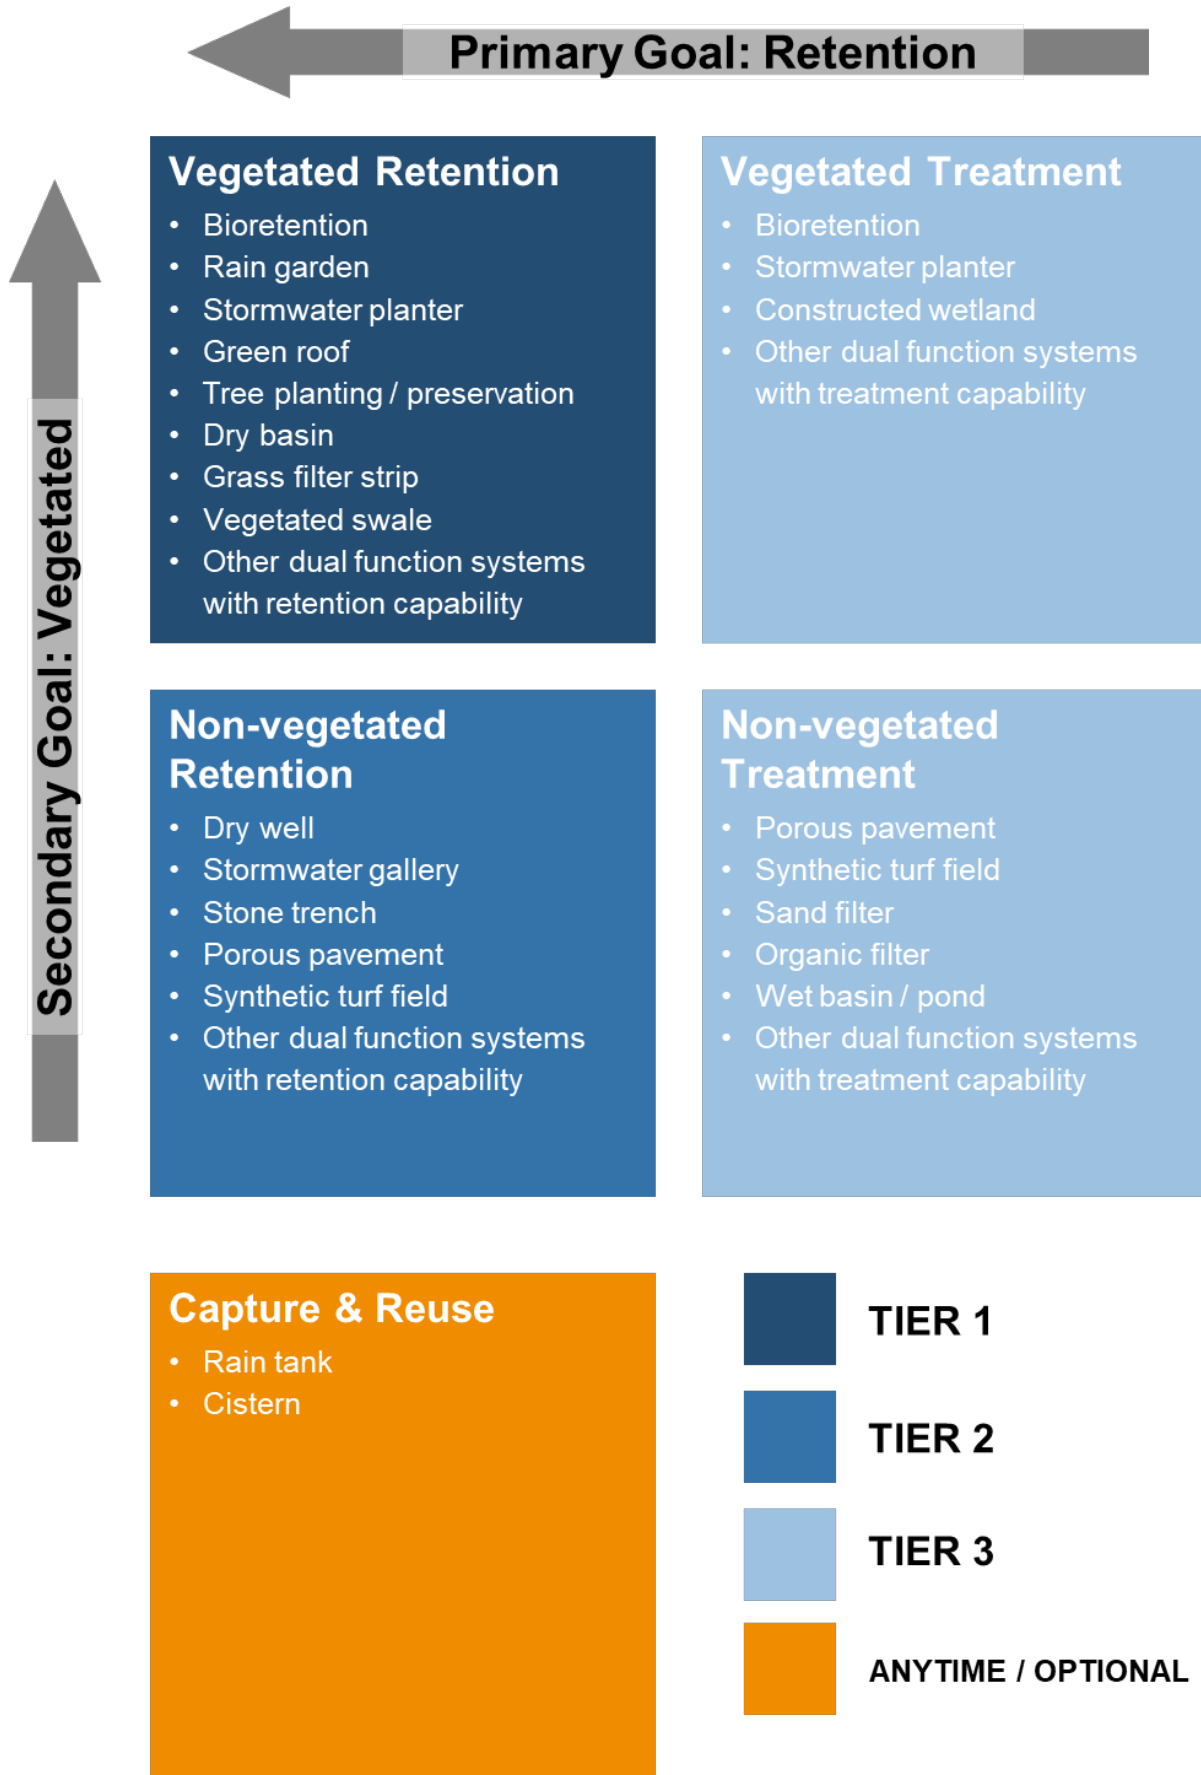 Primary Goal: Retention
Secondary Goal: Vegetated
Vegetated Retention
• Bioretention
• Rain garden
• Stormwater planter
• Green roof
• Tree planting / preservation
• Dry basin
• Grass filter strip
• Vegetated swale
• Other dual function systems
with retention capability
Vegetated Treatment
• Bioretention
• Stormwater planter
• Constructed wetland
• Other dual function systems
with treatment capability
Non-vegetated
Retention
• Dry well
• Stormwater gallery
• Stone trench
• Porous pavement
• Synthetic turf field
• Other dual function systems
with retention capability
Non-vegetated
Treatment
• Porous pavement
• Synthetic turf field
• Sand filter
• Organic filter
• Wet basin / pond
• Other dual function systems
with treatment capability
Capture & Reuse
• Rain tank
• Cistern
TIER 1
TIER 2
TIER 3
ANYTIME / OPTIONAL